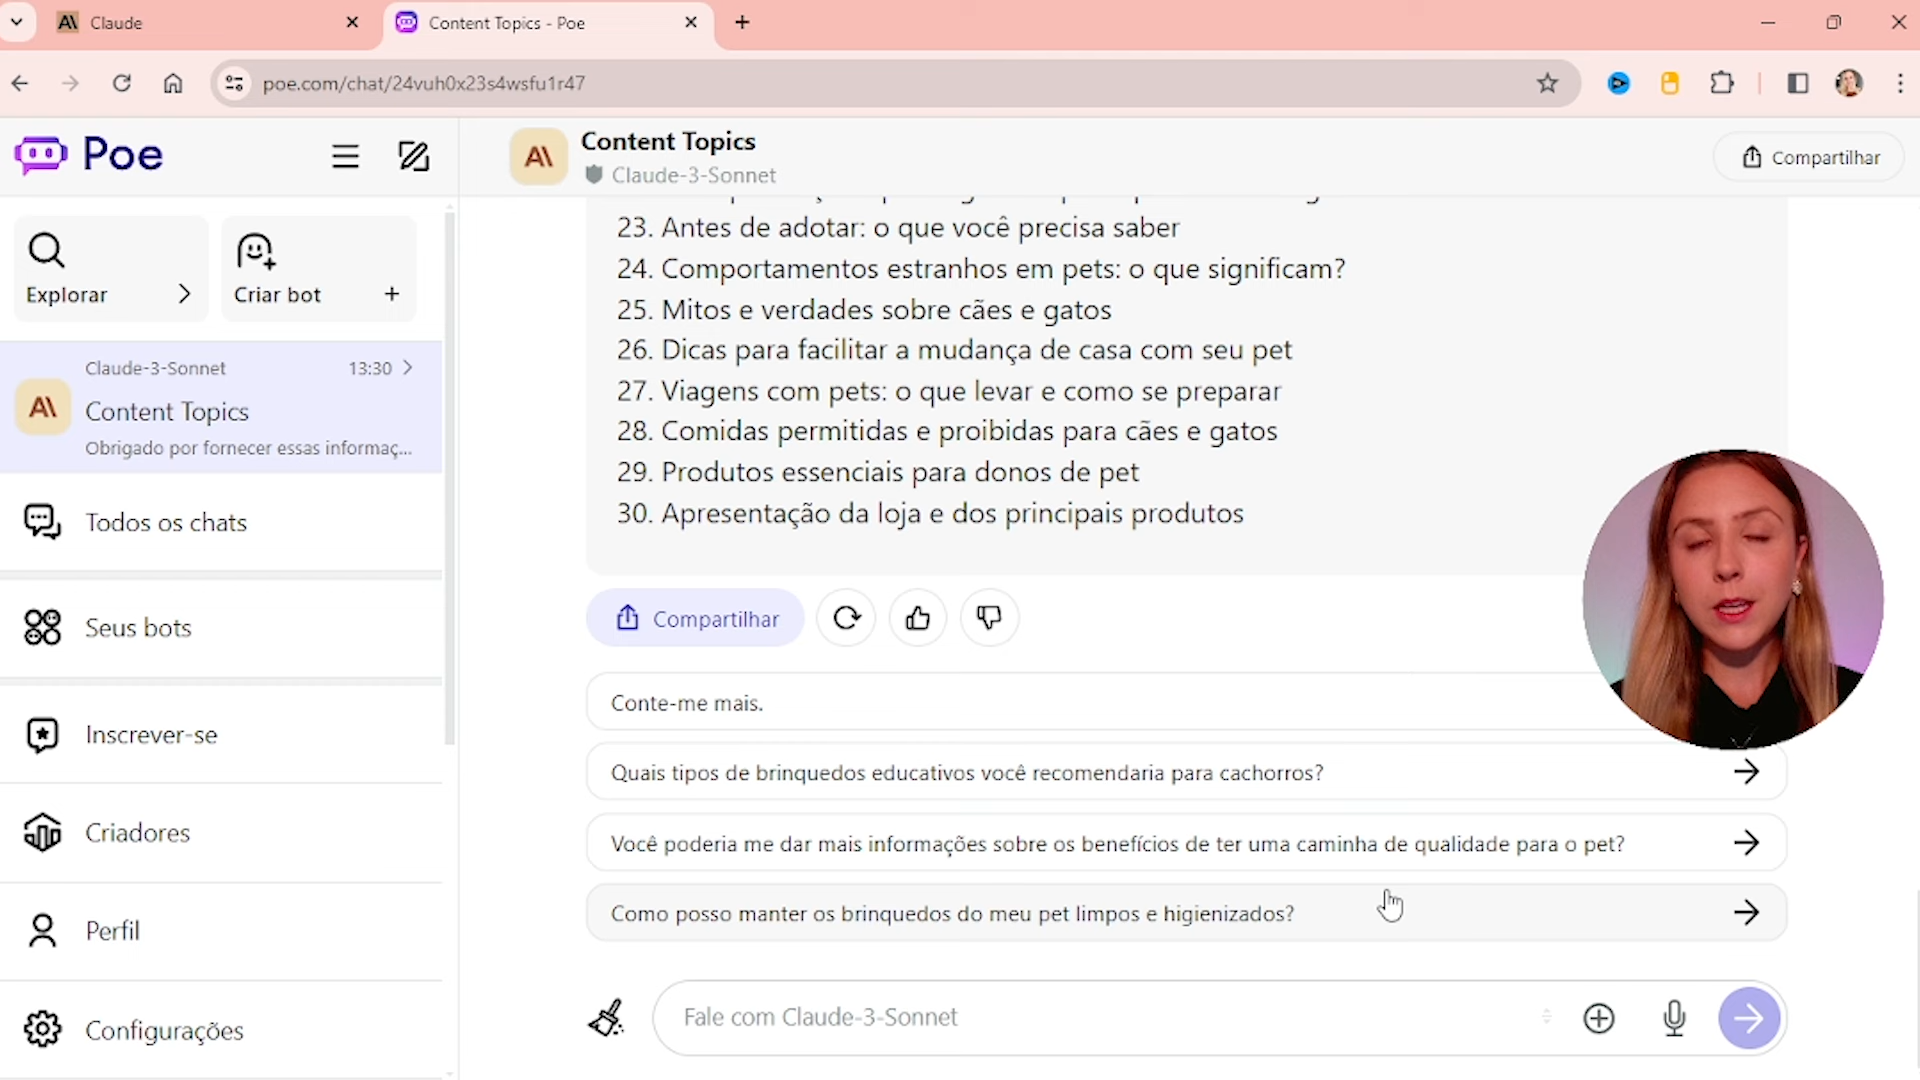 Claude
Content Topics - Poe
poe.com/chat/24vuh0x23s4wsfu1r47
Poe
Content Topics
Claude-3-Sonnet
Compartilhar
Explorar
Criar bot
Claude-3-Sonnet 13:30
Content Topics
Obrigado por fornecer essas informaç...
Todos os chats
Seus bots
Inscrever-se
Criadores
Perfil
Configurações
23. Antes de adotar: o que você precisa saber
24. Comportamentos estranhos em pets: o que significam?
25. Mitos e verdades sobre cães e gatos
26. Dicas para facilitar a mudança de casa com seu pet
27. Viagens com pets: o que levar e como se preparar
28. Comidas permitidas e proibidas para cães e gatos
29. Produtos essenciais para donos de pet
30. Apresentação da loja e dos principais produtos
Compartilhar
Conte-me mais.
Quais tipos de brinquedos educativos você recomendaria para cachorros?
Você poderia me dar mais informações sobre os benefícios de ter uma caminha de qualidade para o pet?
Como posso manter os brinquedos do meu pet limpos e higienizados?
Fale com Claude-3-Sonnet